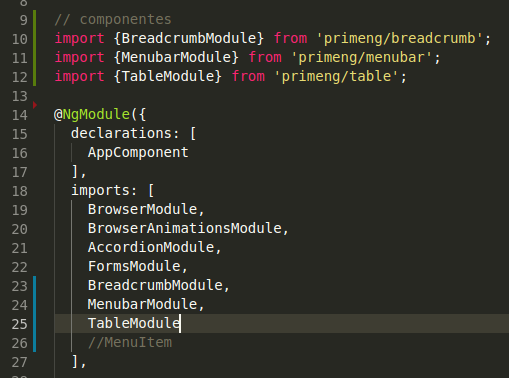 9 // componentes
10 import {BreadcrumbModule} from 'primeng/breadcrumb';
11 import {MenubarModule} from 'primeng/menubar';
12 import {TableModule} from 'primeng/table';
13
14 @NgModule({
15 declarations: [
16 AppComponent
17 ],
18 imports: [
19 BrowserModule,
20 BrowserAnimationsModule,
21 AccordionModule,
22 FormsModule,
23 BreadcrumbModule,
24 MenubarModule,
25 TableModule
26 //MenuItem
27 ],